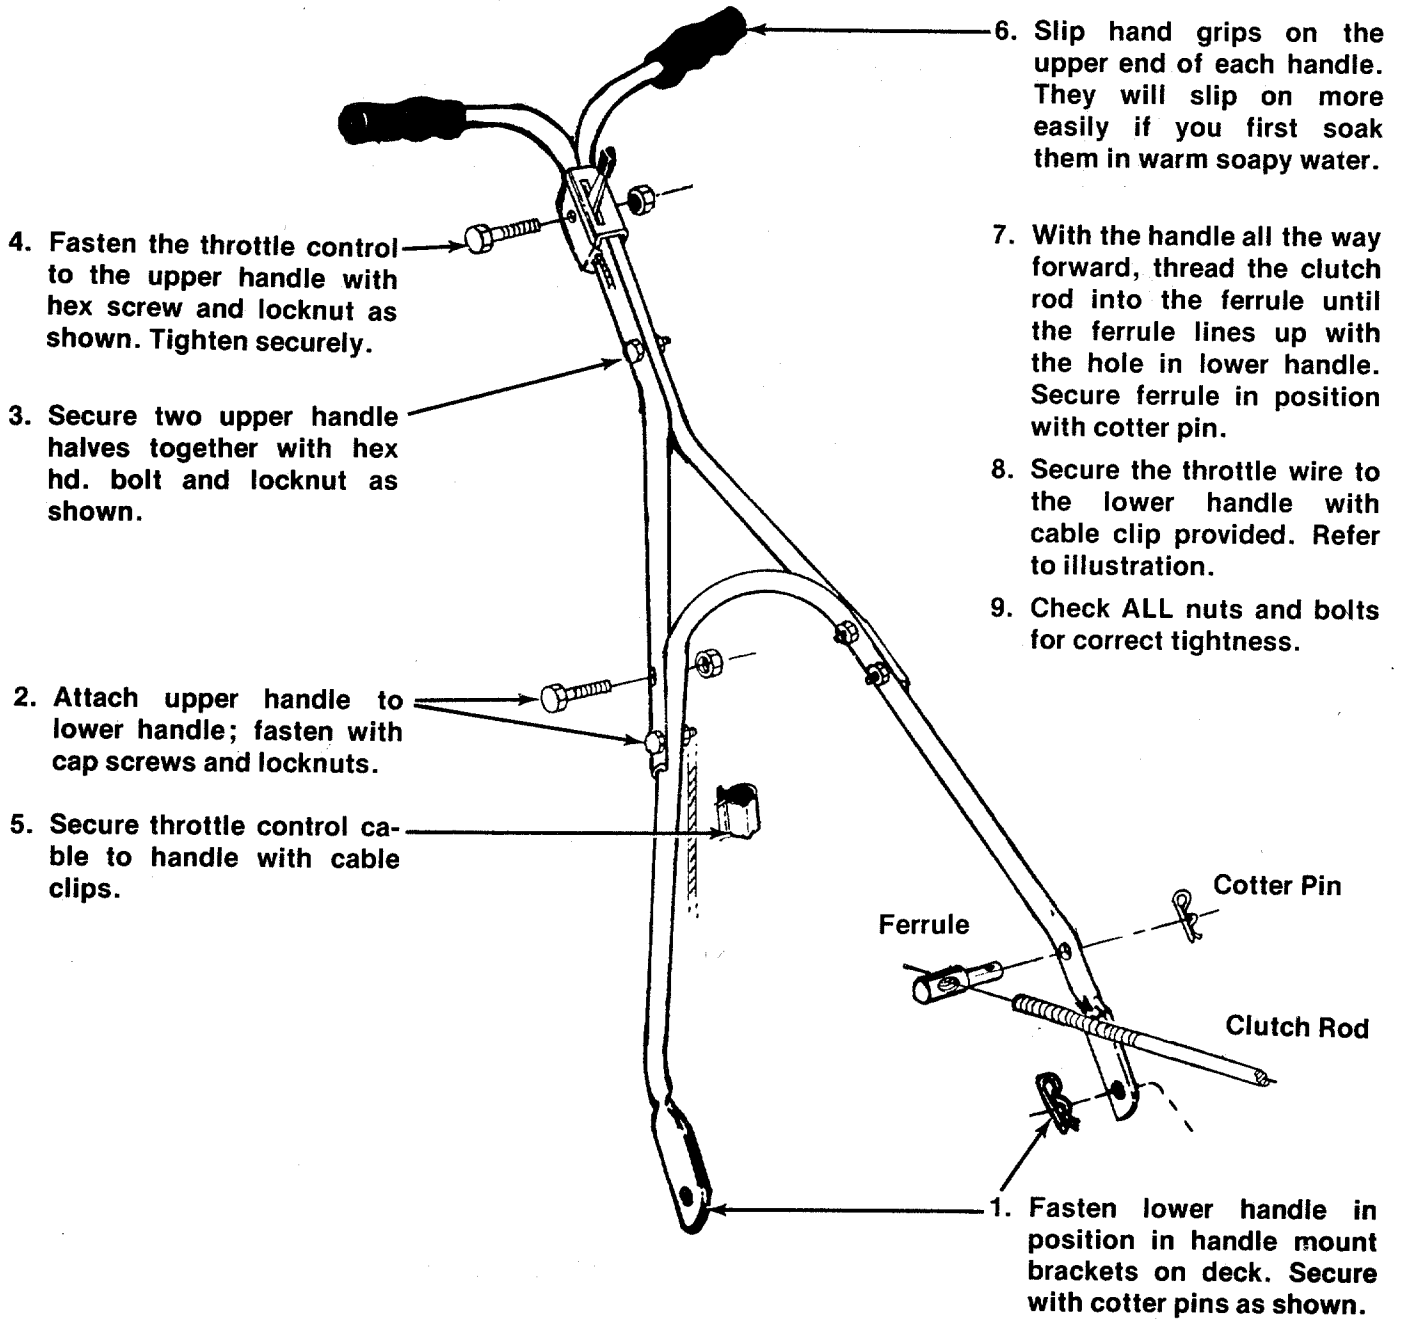 6. Slip hand grips on the
upper end of each handle.
They will slip on more
easily if you first soak
them in warm soapy water.
4. Fasten the throttle control
to the upper handle with
hex screw and locknut as
shown. Tighten securely.
3. Secure two upper handle
halves together with hex
hd. bolt and locknut as
shown.
7. With the handle all the way
forward, thread the clutch
rod into the ferrule until
the ferrule lines up with
the hole in lower handle.
Secure ferrule in position
with cotter pin.
8. Secure the throttle wire to
the lower handle with
cable clip provided. Refer
to illustration.
9. Check ALL nuts and bolts
for correct tightness.
2. Attach upper handle to
lower handle; fasten with
cap screws and locknuts.
5. Secure throttle control ca-
ble to handle with cable
clips.
Cotter Pin
Ferrule
Clutch Rod
1. Fasten lower handle in
position in handle mount
brackets on deck. Secure
with cotter pins as shown.